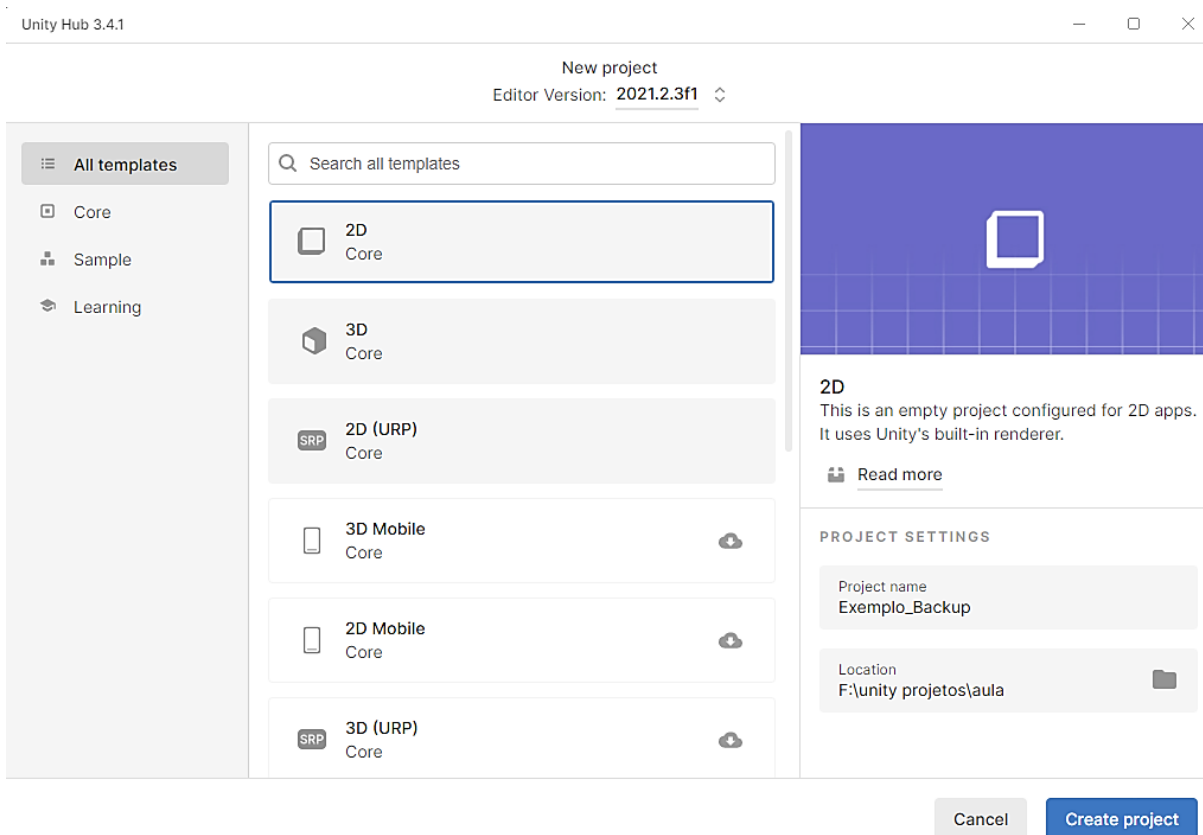 Unity Hub 3.4.1
New project
Editor Version: 2021.2.3f1
All templates
Core
Sample
Learning
Search all templates
2D
Core
3D
Core
SRP
2D (URP)
Core
3D Mobile
Core
2D Mobile
Core
SRP
3D (URP)
Core
2D
This is an empty project configured for 2D apps.
It uses Unity's built-in renderer.
Read more
PROJECT SETTINGS
Project name
Exemplo_Backup
Location
F:\unity projetos\aula
Cancel
Create project